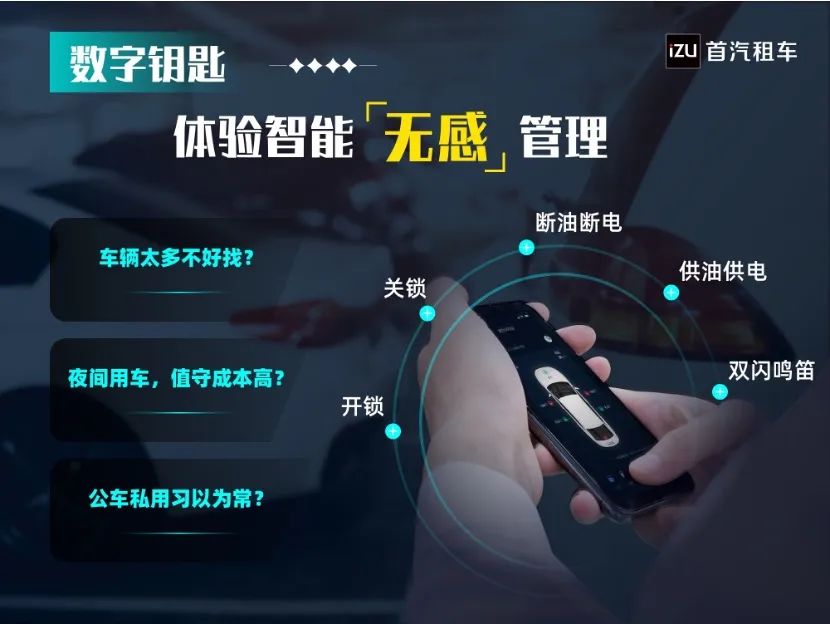 数字钥匙
iZU 首汽租车
体验智能「无感」管理
车辆太多不好找？
夜间用车，值守成本高？
公车私用习以为常？
断油断电
供油供电
关锁
双闪鸣笛
开锁